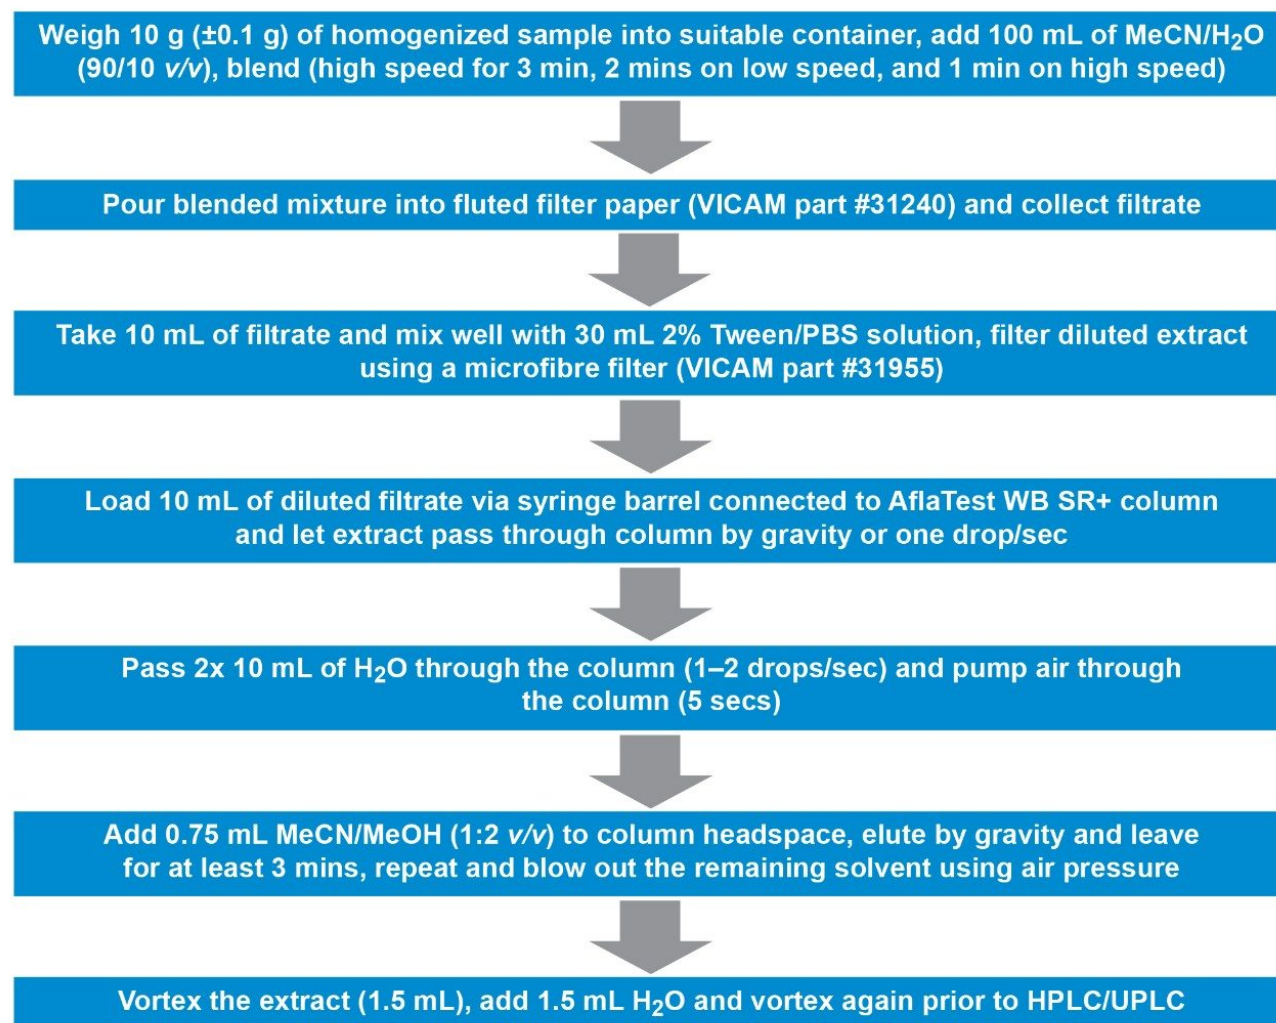 Weigh 10 g (±0.1 g) of homogenized sample into suitable container, add 100 mL of MeCN/H₂O
(90/10 v/v), blend (high speed for 3 min, 2 mins on low speed, and 1 min on high speed)
Pour blended mixture into fluted filter paper (VICAM part #31240) and collect filtrate
Take 10 mL of filtrate and mix well with 30 mL 2% Tween/PBS solution, filter diluted extract
using a microfibre filter (VICAM part #31955)
Load 10 mL of diluted filtrate via syringe barrel connected to AflaTest WB SR+ column
and let extract pass through column by gravity or one drop/sec
Pass 2x 10 mL of H₂O through the column (1–2 drops/sec) and pump air through
the column (5 secs)
Add 0.75 mL MeCN/MeOH (1:2 v/v) to column headspace, elute by gravity and leave
for at least 3 mins, repeat and blow out the remaining solvent using air pressure
Vortex the extract (1.5 mL), add 1.5 mL H₂O and vortex again prior to HPLC/UPLC